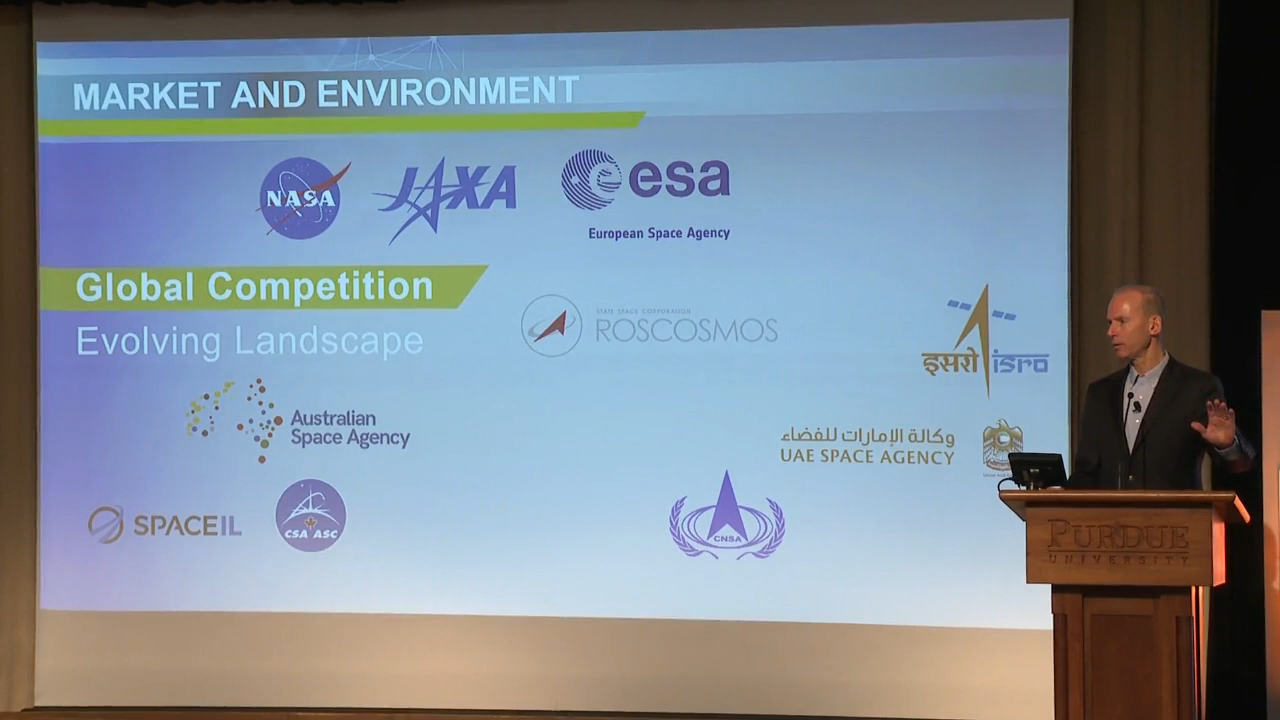 MARKET AND ENVIRONMENT
NASA
JAXA
esa
European Space Agency
Global Competition
Evolving Landscape
STATE SPACE CORPORATION
ROSCOSMOS
इसरो isro
Australian
Space Agency
وكالة الإمارات للفضاء
UAE SPACE AGENCY
SPACEIL
CSA ASC
CNSA
PURDUE
UNIVERSITY